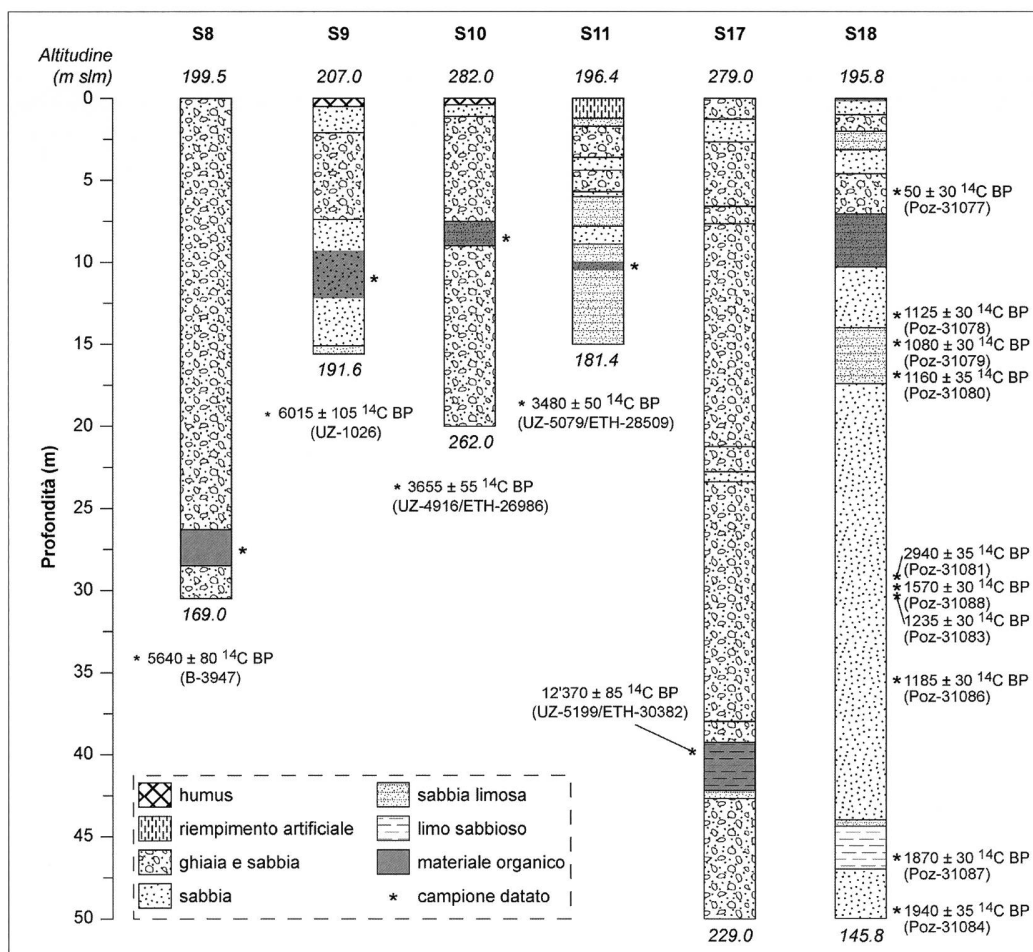 S8 S9 S10 S11 S17 S18
Altitudine
(m slm) 199.5 207.0 282.0 196.4 279.0 195.8
0
5
10
15
20
25
30
35
40
45
50
Profondità (m)
169.0
* 5640 ± 80 ¹⁴C BP
(B-3947)
*
191.6
* 6015 ± 105 ¹⁴C BP
(UZ-1026)
*
262.0
* 3655 ± 55 ¹⁴C BP
(UZ-4916/ETH-26986)
*
181.4
* 3480 ± 50 ¹⁴C BP
(UZ-5079/ETH-28509)
*
12'370 ± 85 ¹⁴C BP
(UZ-5199/ETH-30382)
*
229.0
* 50 ± 30 ¹⁴C BP
(Poz-31077)
* 1125 ± 30 ¹⁴C BP
(Poz-31078)
* 1080 ± 30 ¹⁴C BP
(Poz-31079)
* 1160 ± 35 ¹⁴C BP
(Poz-31080)
2940 ± 35 ¹⁴C BP
* (Poz-31081)
* 1570 ± 30 ¹⁴C BP
* (Poz-31088)
1235 ± 30 ¹⁴C BP
(Poz-31083)
* 1185 ± 30 ¹⁴C BP
(Poz-31086)
* 1870 ± 30 ¹⁴C BP
(Poz-31087)
* 1940 ± 35 ¹⁴C BP
(Poz-31084)
145.8
humus
riempimento artificiale
ghiaia e sabbia
sabbia
sabbia limosa
limo sabbioso
materiale organico
* campione datato